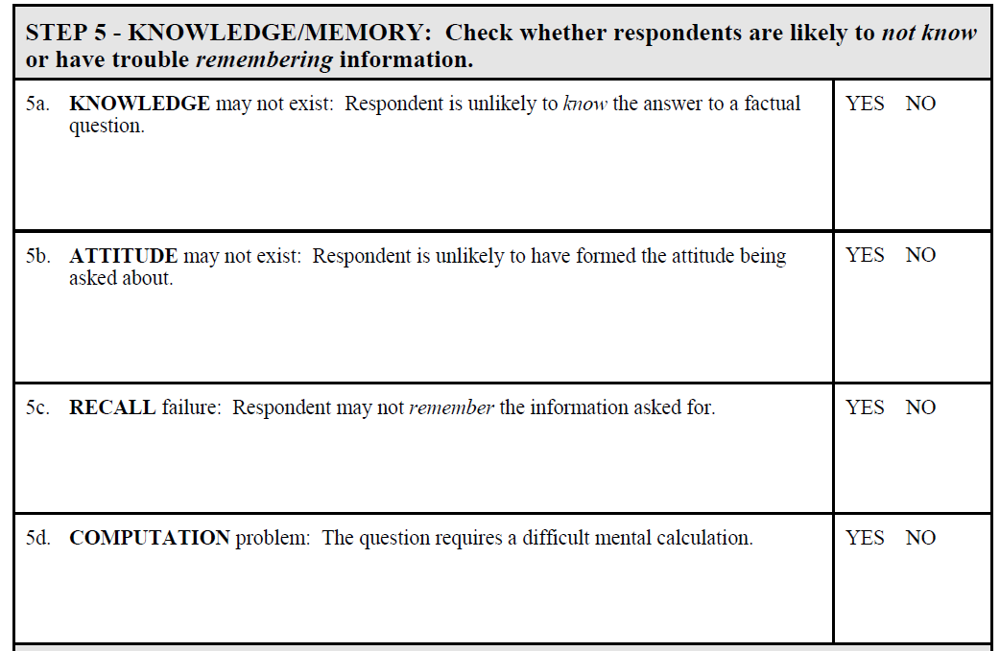 STEP 5 - KNOWLEDGE/MEMORY: Check whether respondents are likely to not know
or have trouble remembering information.
5a. KNOWLEDGE may not exist: Respondent is unlikely to know the answer to a factual YES NO
question.
5b. ATTITUDE may not exist: Respondent is unlikely to have formed the attitude being YES NO
asked about.
5c. RECALL failure: Respondent may not remember the information asked for. YES NO
5d. COMPUTATION problem: The question requires a difficult mental calculation. YES NO